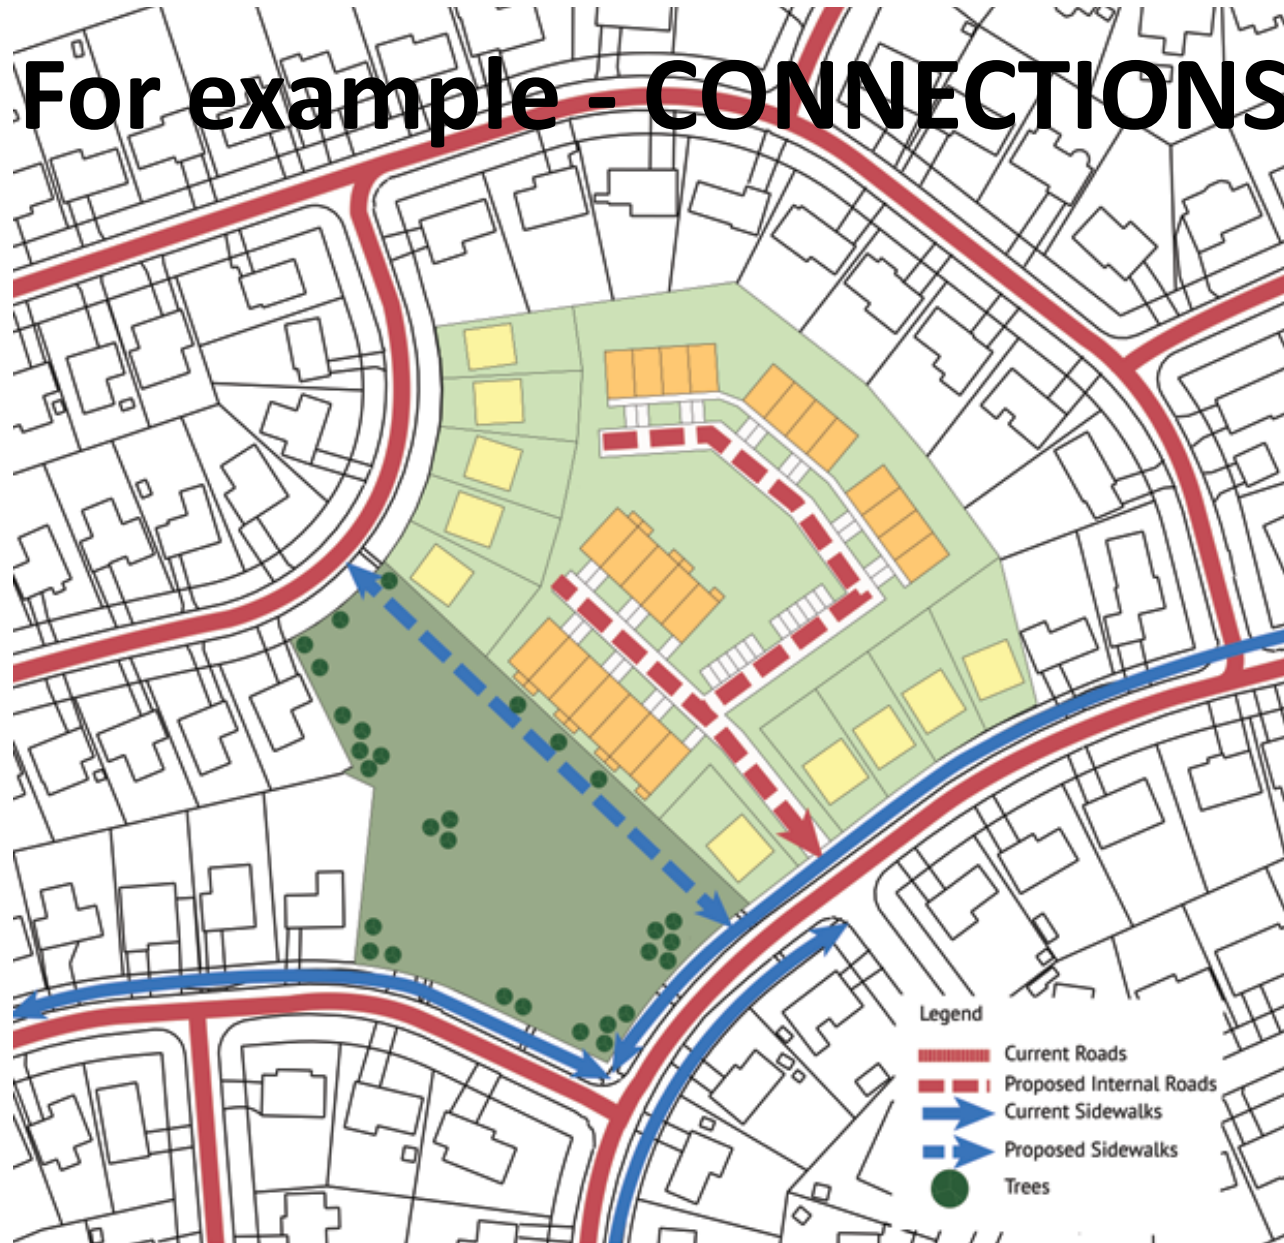 For example - CONNECTIONS
Legend
Current Roads
Proposed Internal Roads
Current Sidewalks
Proposed Sidewalks
Trees